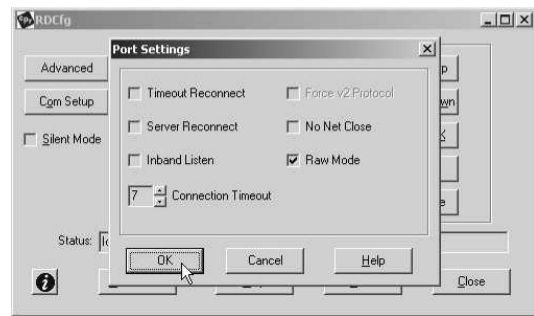 RDCfg
Port Settings
Advanced
Com Setup
Silent Mode
Timeout Reconnect
Force v2 Protocol
Server Reconnect
No Net Close
Inband Listen
Raw Mode
7 Connection Timeout
Status:
OK Cancel Help
Close